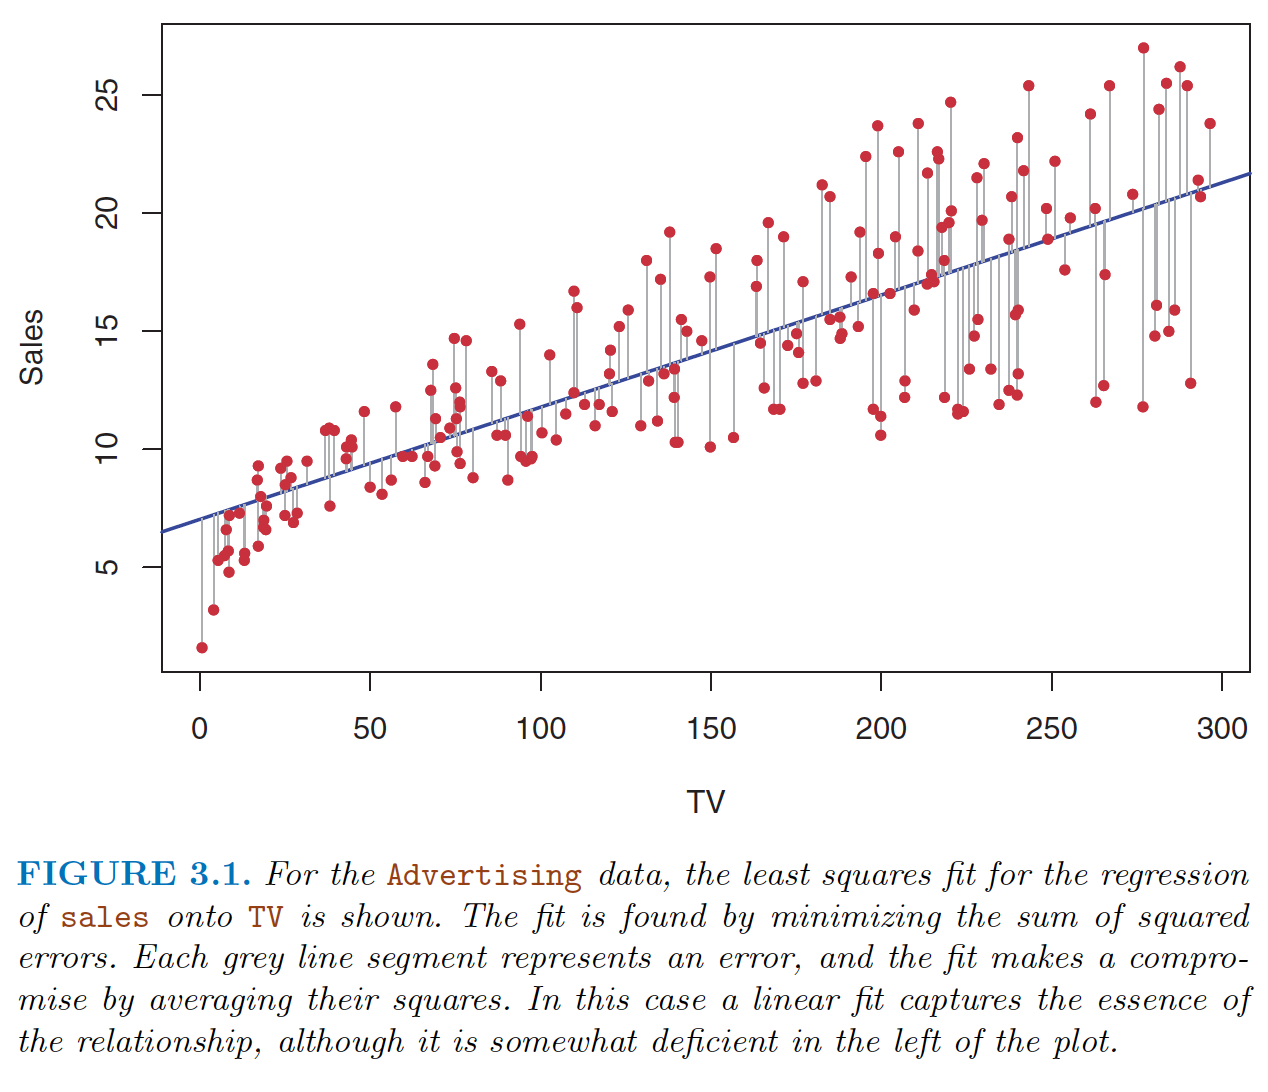 25
20
15
10
5
Sales
0 50 100 150 200 250 300
TV
FIGURE 3.1. For the Advertising data, the least squares fit for the regression
of sales onto TV is shown. The fit is found by minimizing the sum of squared
errors. Each grey line segment represents an error, and the fit makes a compro-
mise by averaging their squares. In this case a linear fit captures the essence of
the relationship, although it is somewhat deficient in the left of the plot.